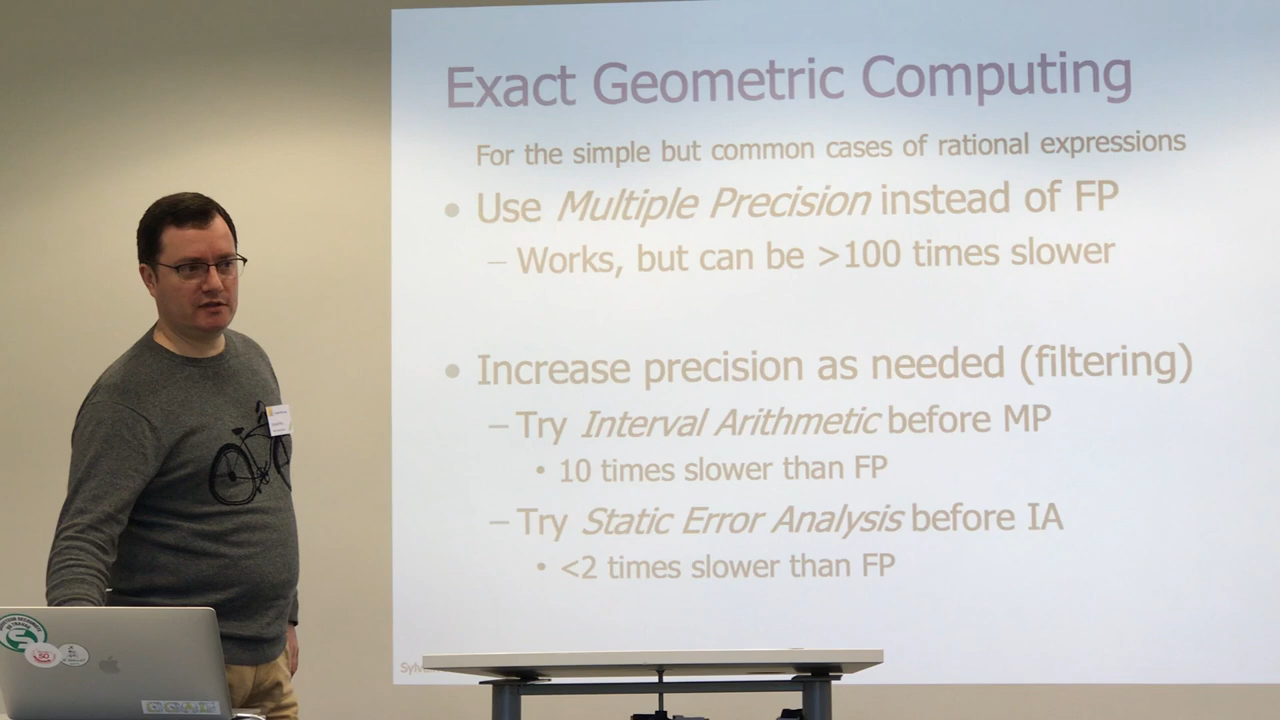 Exact Geometric Computing
For the simple but common cases of rational expressions
• Use Multiple Precision instead of FP
– Works, but can be >100 times slower
• Increase precision as needed (filtering)
– Try Interval Arithmetic before MP
• 10 times slower than FP
– Try Static Error Analysis before IA
• <2 times slower than FP